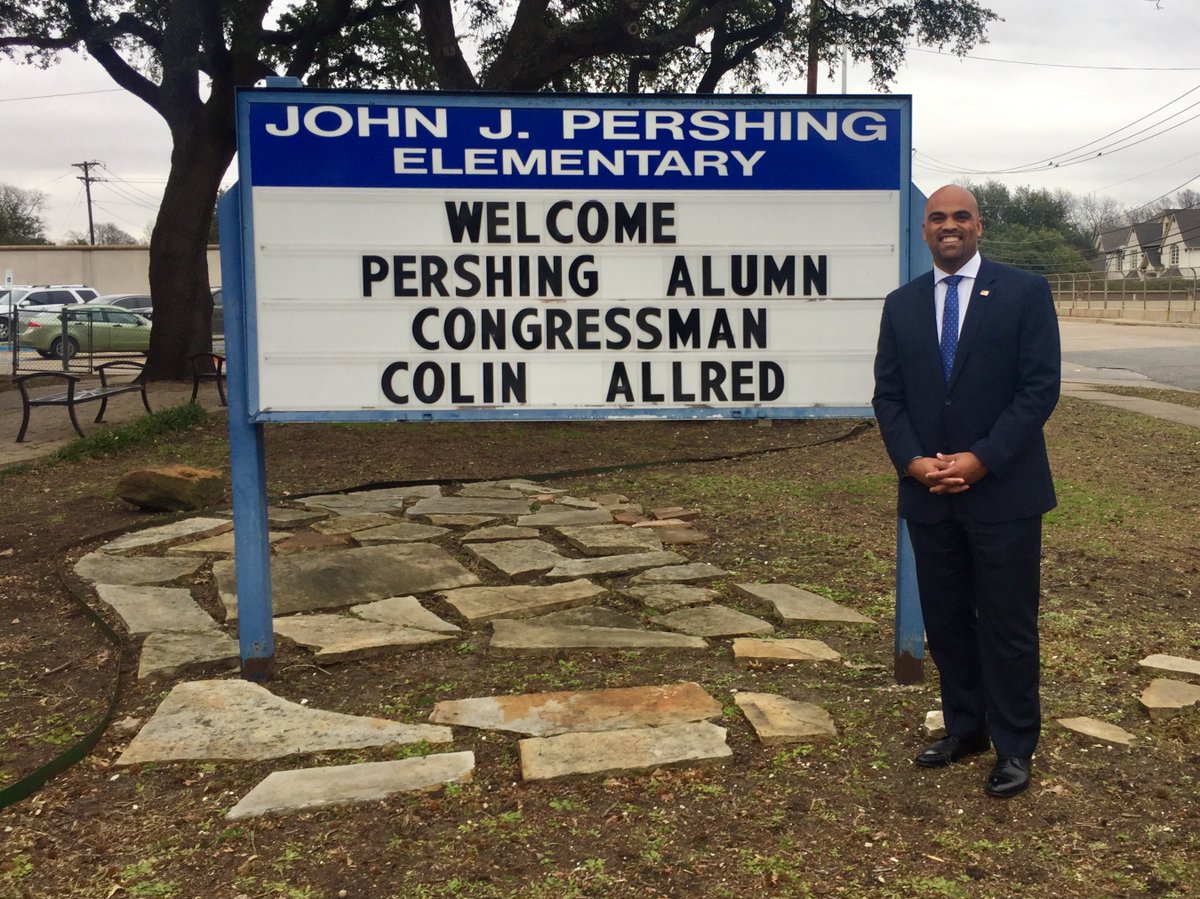 JOHN J. PERSHING
ELEMENTARY
WELCOME
PERSHING ALUMN
CONGRESSMAN
COLIN ALLRED